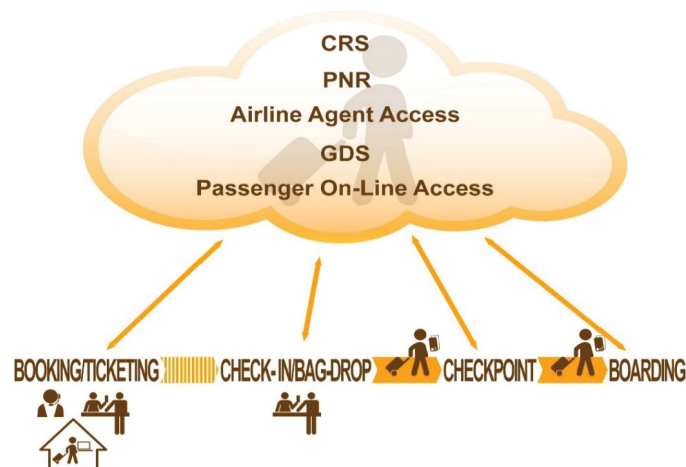 CRS
PNR
Airline Agent Access
GDS
Passenger On-Line Access
BOOKING/TICKETING CHECK-IN/BAG-DROP CHECKPOINT BOARDING